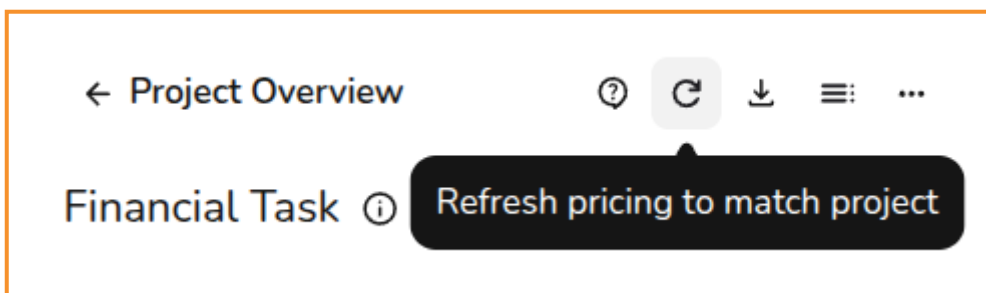 ← Project Overview
Financial Task
Refresh pricing to match project